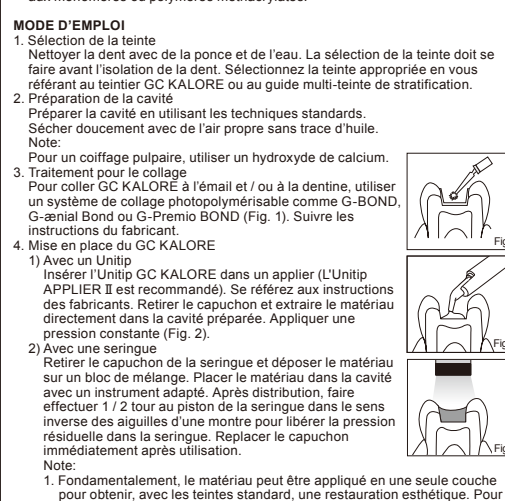 aux monomères ou polymères méthacrylates.
MODE D'EMPLOI
1. Sélection de la teinte
Nettoyer la dent avec de la ponce et de l'eau. La sélection de la teinte doit se
faire avant l'isolation de la dent. Sélectionnez la teinte appropriée en vous
référant au teintier GC KALORE ou au guide multi-teinte de stratification.
2. Préparation de la cavité
Préparer la cavité en utilisant les techniques standards.
Sécher doucement avec de l'air propre sans trace d'huile.
Note:
Pour un coiffage pulpaire, utiliser un hydroxyde de calcium.
3. Traitement pour le collage
Pour coller GC KALORE à l'émail et / ou à la dentine, utiliser
un système de collage photopolymérisable comme G-BOND,
G-ænial Bond ou G-Premio BOND (Fig. 1). Suivre les
instructions du fabricant.
4. Mise en place du GC KALORE
1) Avec un Unitip
Insérer l'Unitip GC KALORE dans un applier (L'Unitip
APPLIER II est recommandé). Se référez aux instructions
des fabricants. Retirer le capuchon et extraire le matériau
directement dans la cavité préparée. Appliquer une
pression constante (Fig. 2).
2) Avec une seringue
Retirer le capuchon de la seringue et déposer le matériau
sur un bloc de mélange. Placer le matériau dans la cavité
avec un instrument adapté. Après distribution, faire
effectuer 1 / 2 tour au piston de la seringue dans le sens
inverse des aiguilles d'une montre pour libérer la pression
résiduelle dans la seringue. Replacer le capuchon
immédiatement après utilisation.
Note:
1. Fondamentalement, le matériau peut être appliqué en une seule couche
pour obtenir, avec les teintes standard, une restauration esthétique. Pour
Fig
Fig
Fig